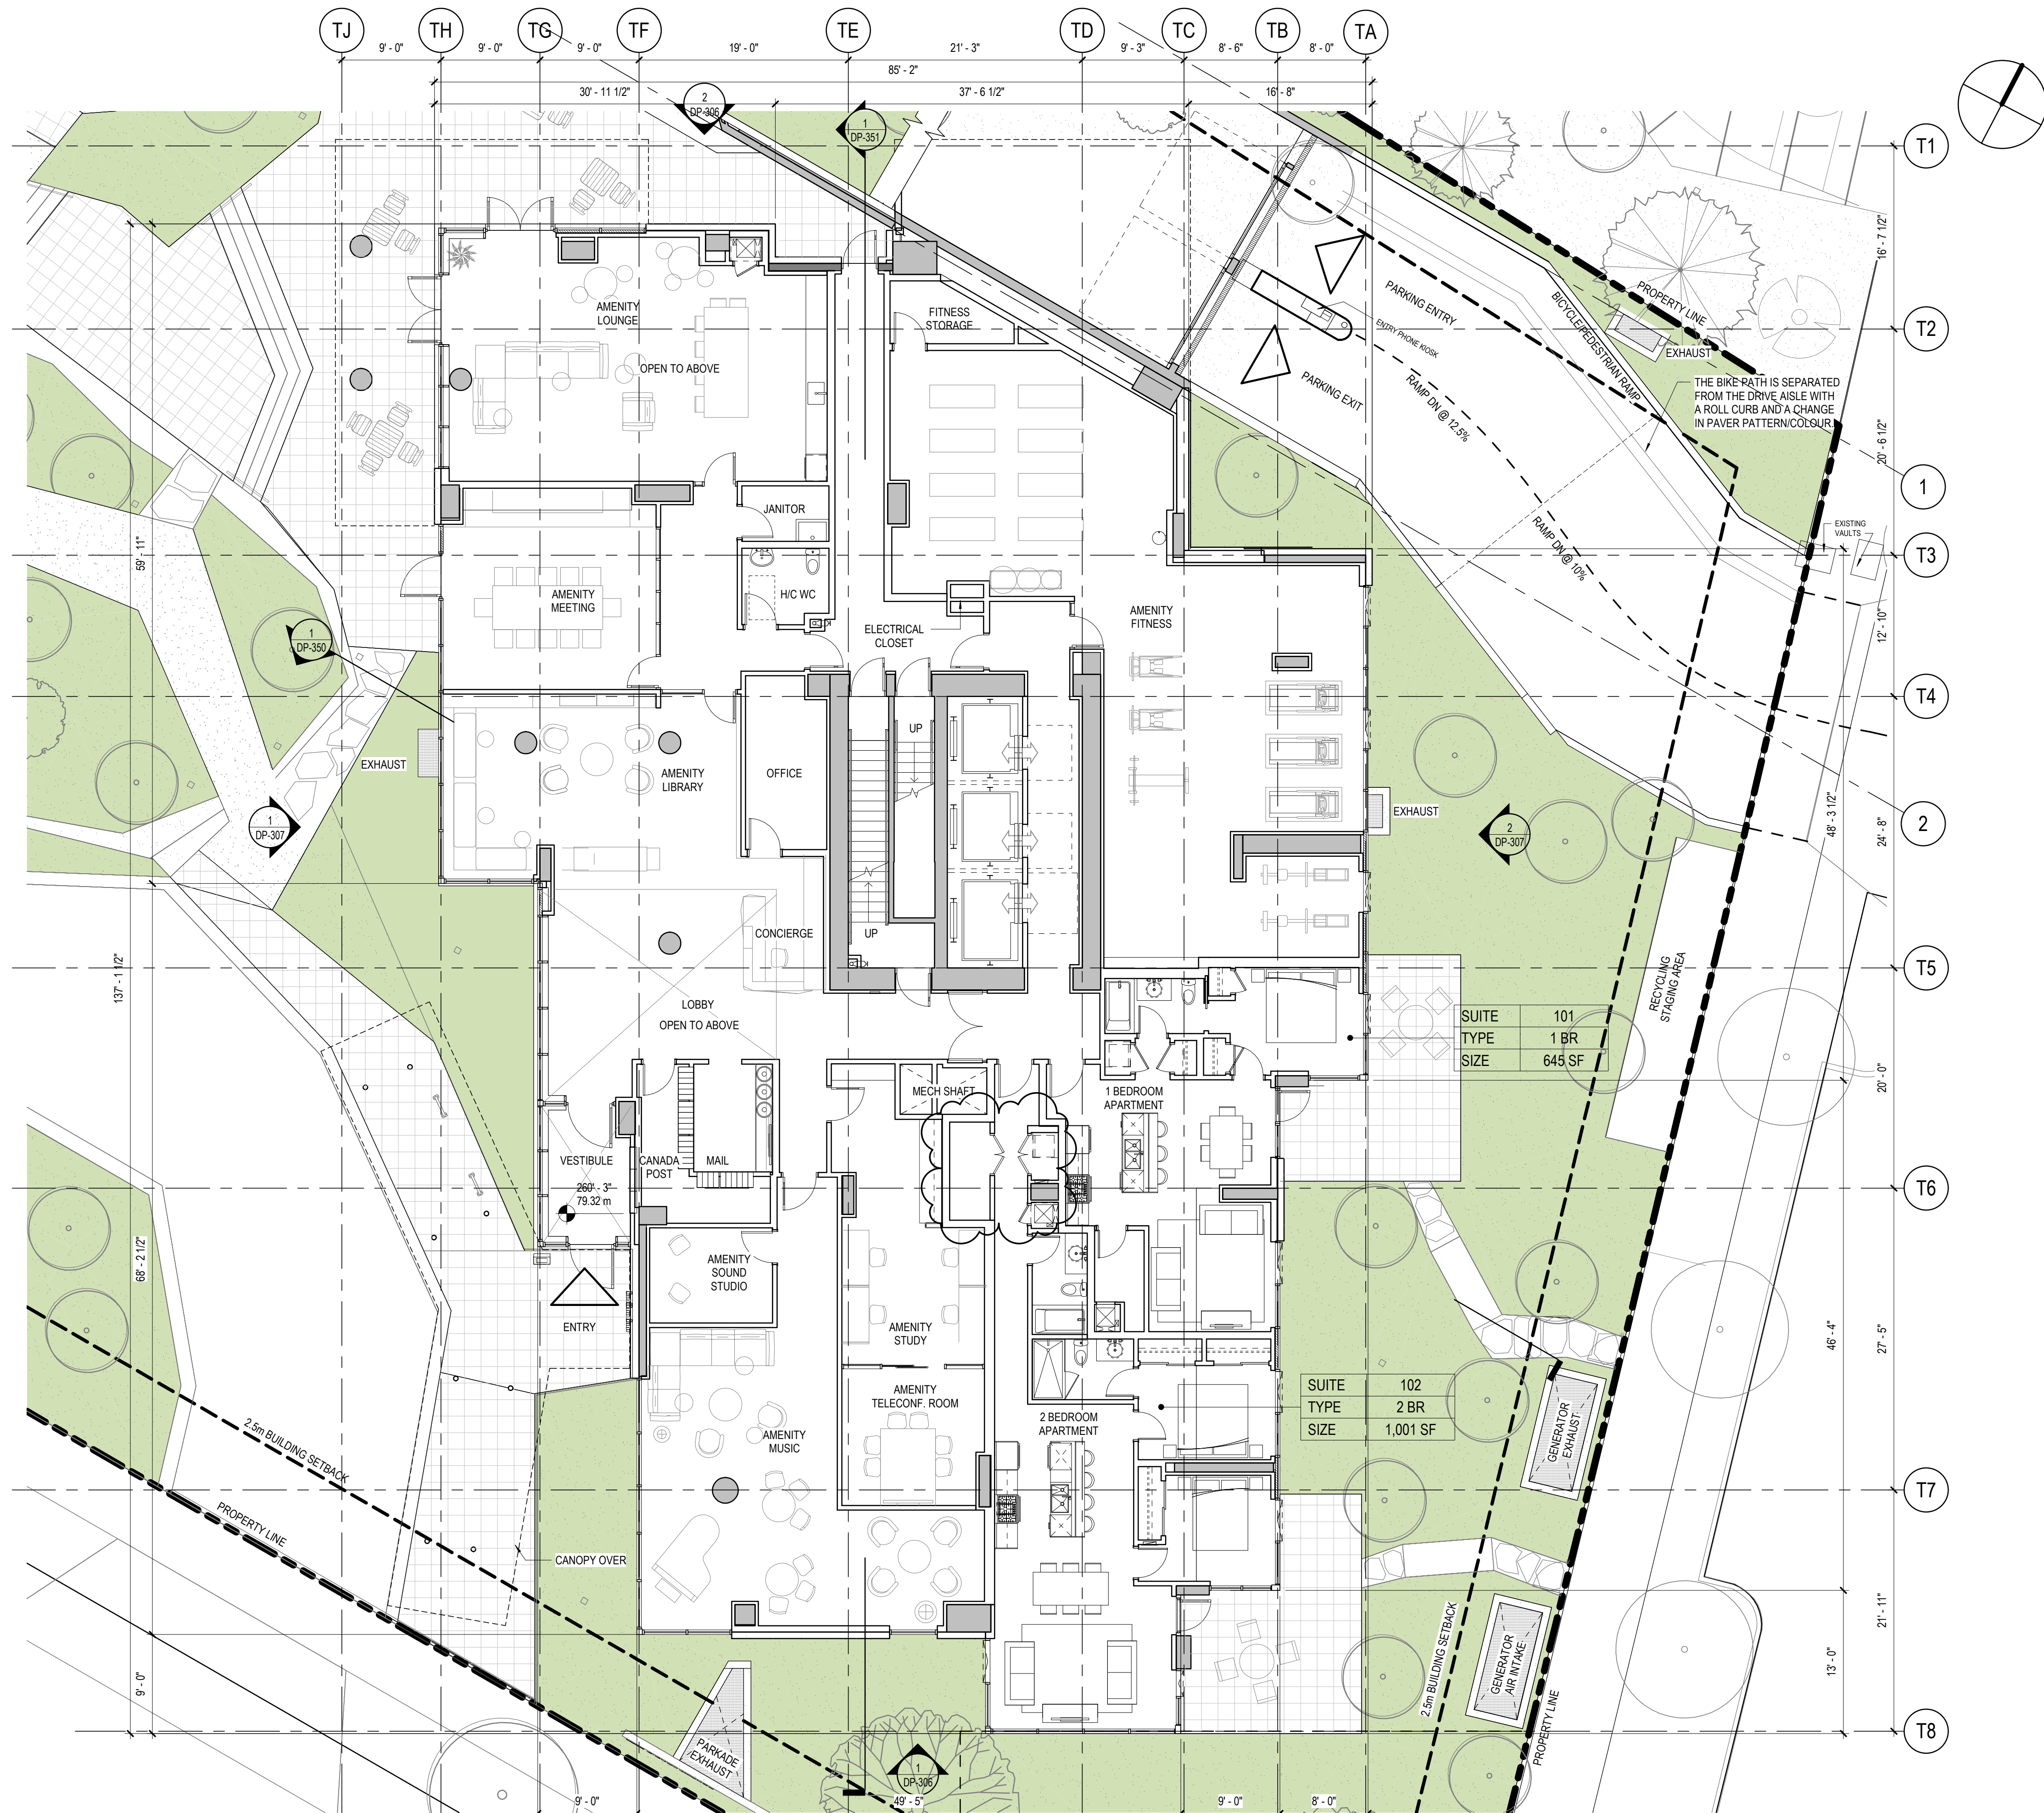 TJ
TH
TG
TF
TE
TD
TC
TB
TA
9' - 0"
9' - 0"
9' - 0"
19' - 0"
21' - 3"
9' - 3"
8' - 6"
8' - 0"
85' - 2"
30' - 11 1/2"
37' - 6 1/2"
16' - 8"
2
DP-306
1
DP-351
T1
16' - 7 1/2"
PROPERTY LINE
PARKING ENTRY
BICYCLE/PEDESTRIAN RAMP
ENTRY PHONE KIOSK
EXHAUST
T2
AMENITY
LOUNGE
FITNESS
STORAGE
OPEN TO ABOVE
PARKING EXIT
RAMP DN @ 12.5%
THE BIKE PATH IS SEPARATED
FROM THE DRIVE AISLE WITH
A ROLL CURB AND A CHANGE
IN PAVER PATTERN/COLOUR.
20' - 6 1/2"
1
JANITOR
RAMP DN @ 10%
EXISTING
VAULTS
59' - 11"
T3
AMENITY
MEETING
H/C WC
AMENITY
FITNESS
ELECTRICAL
CLOSET
12' - 10"
1
DP-350
T4
UP
EXHAUST
AMENITY
LIBRARY
OFFICE
EXHAUST
1
DP-307
2
DP-307
48' - 3 1/2"
24' - 8"
2
CONCIERGE
UP
137' - 1 1/2"
T5
LOBBY
OPEN TO ABOVE
RECYCLING
STAGING AREA
SUITE 101
TYPE 1 BR
SIZE 645 SF
20' - 0"
MECH SHAFT
1 BEDROOM
APARTMENT
VESTIBULE
CANADA
POST
MAIL
260' - 3"
79.32 m
T6
68' - 2 1/2"
AMENITY
SOUND
STUDIO
ENTRY
AMENITY
STUDY
46' - 4"
27' - 5"
AMENITY
TELECONF. ROOM
SUITE 102
TYPE 2 BR
SIZE 1,001 SF
2 BEDROOM
APARTMENT
AMENITY
MUSIC
GENERATOR
EXHAUST
2.5m BUILDING SETBACK
T7
PROPERTY LINE
CANOPY OVER
21' - 11"
13' - 0"
9' - 0"
GENERATOR
AIR INTAKE
2.5m BUILDING SETBACK
PROPERTY LINE
T8
PARKADE
EXHAUST
1
DP-306
9' - 0"
49' - 5"
9' - 0"
8' - 0"